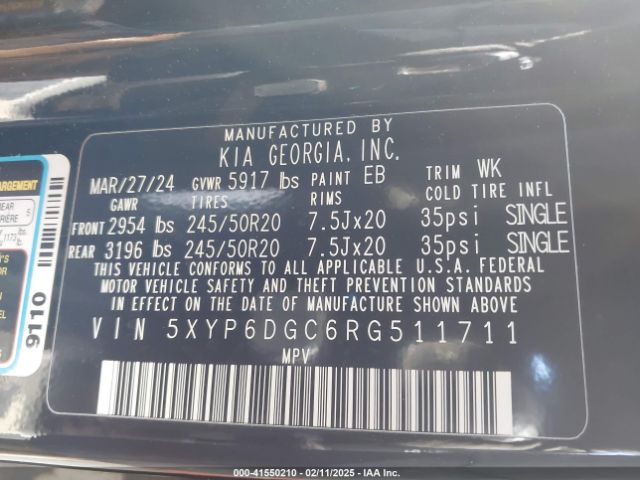 MANUFACTURED BY
KIA GEORGIA, INC.
MAR/27/24 GVWR 5917 lbs PAINT EB TRIM WK
GAWR TIRES RIMS COLD TIRE INFL
FRONT 2954 lbs 245/50R20 7.5Jx20 35psi SINGLE
REAR 3196 lbs 245/50R20 7.5Jx20 35psi SINGLE
THIS VEHICLE CONFORMS TO ALL APPLICABLE U.S.A. FEDERAL
MOTOR VEHICLE SAFETY AND THEFT PREVENTION STANDARDS
IN EFFECT ON THE DATE OF MANUFACTURE SHOWN ABOVE.
VIN 5XYP6DGC6RG511711
MPV
9110
000-41550210 - 02/11/2025 - IAA Inc.